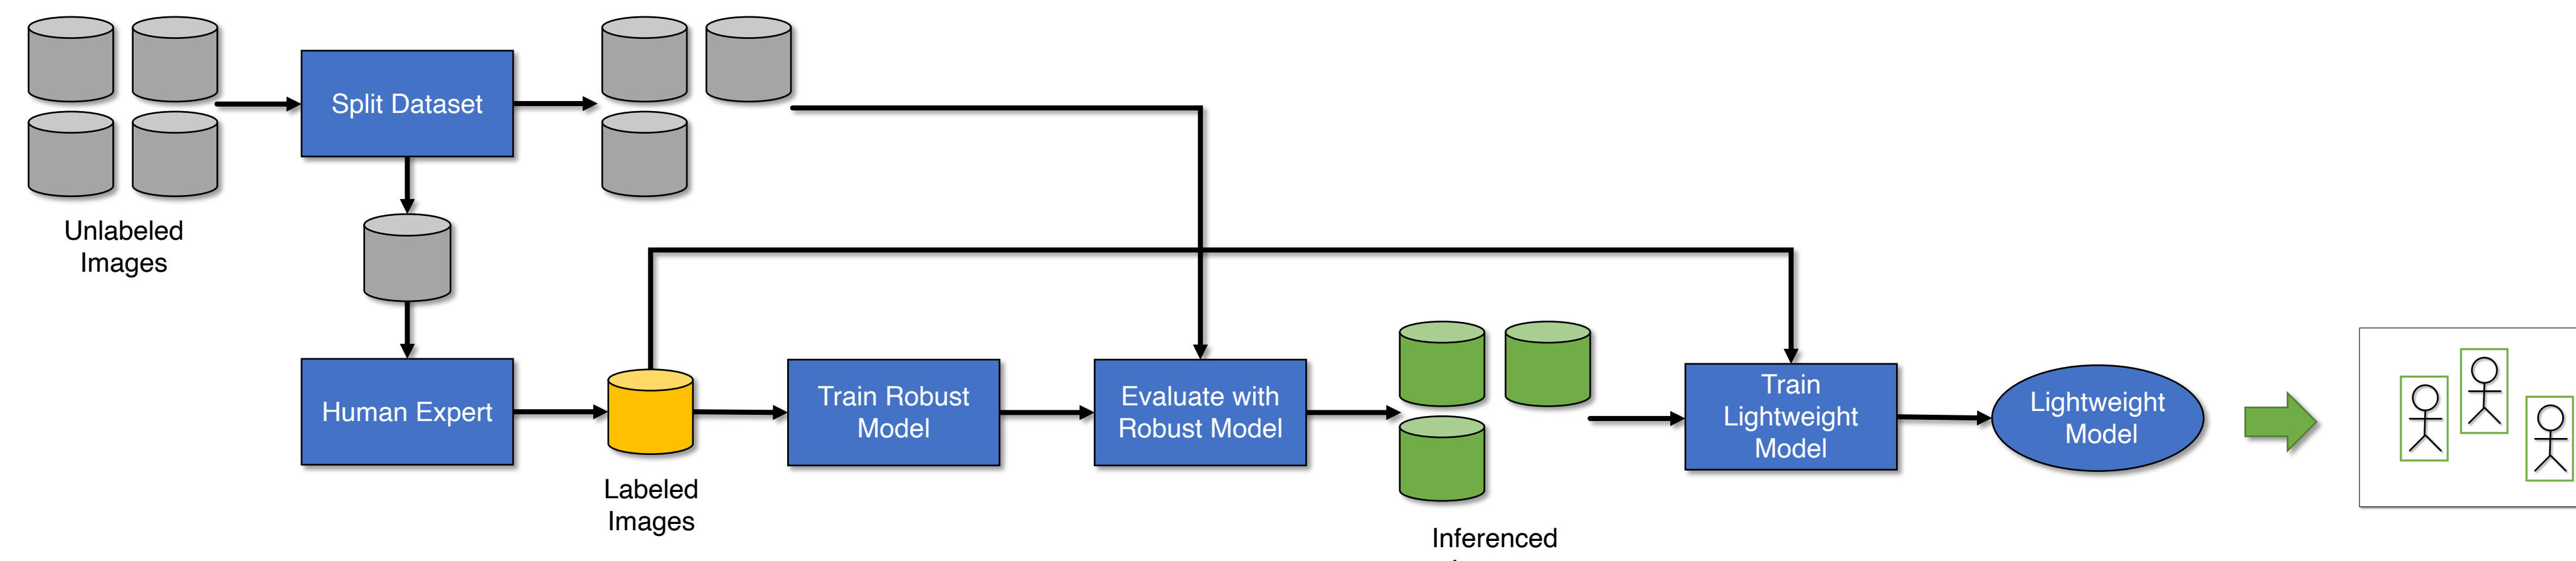 Split Dataset
Unlabeled
Images
Human Expert
Labeled
Images
Train Robust
Model
Evaluate with
Robust Model
Inferenced
Train
Lightweight
Model
Lightweight
Model